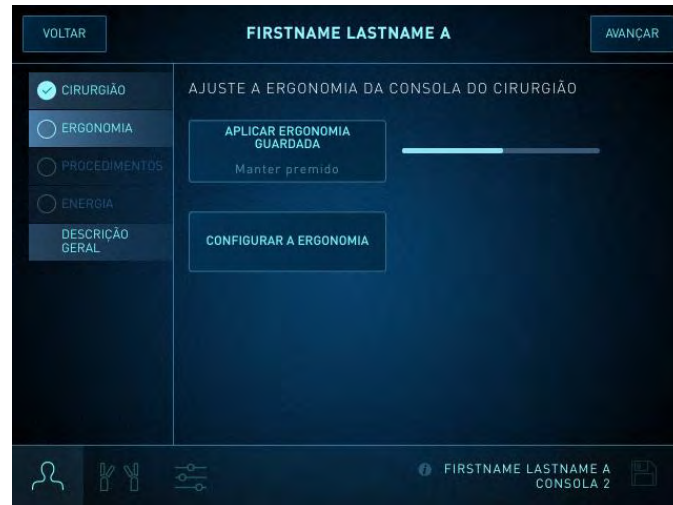 VOLTAR
FIRSTNAME LASTNAME A
AVANÇAR
CIRURGIÃO
ERGONOMIA
PROCEDIMENTOS
ENERGIA
DESCRIÇÃO
GERAL
AJUSTE A ERGONOMIA DA CONSOLA DO CIRURGIÃO
APLICAR ERGONOMIA
GUARDADA
Manter premido
CONFIGURAR A ERGONOMIA
FIRSTNAME LASTNAME A
CONSOLA 2